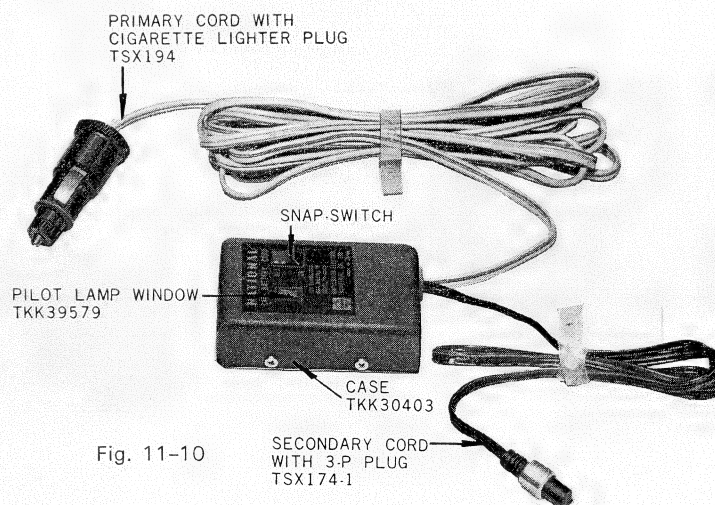 PRIMARY CORD WITH
CIGARETTE LIGHTER PLUG
TSX194
SNAP-SWITCH
NATIONAL
PILOT LAMP WINDOW
TKK39579
CASE
TKK30403
SECONDARY CORD
WITH 3-P PLUG
TSX174-1
Fig. 11-10